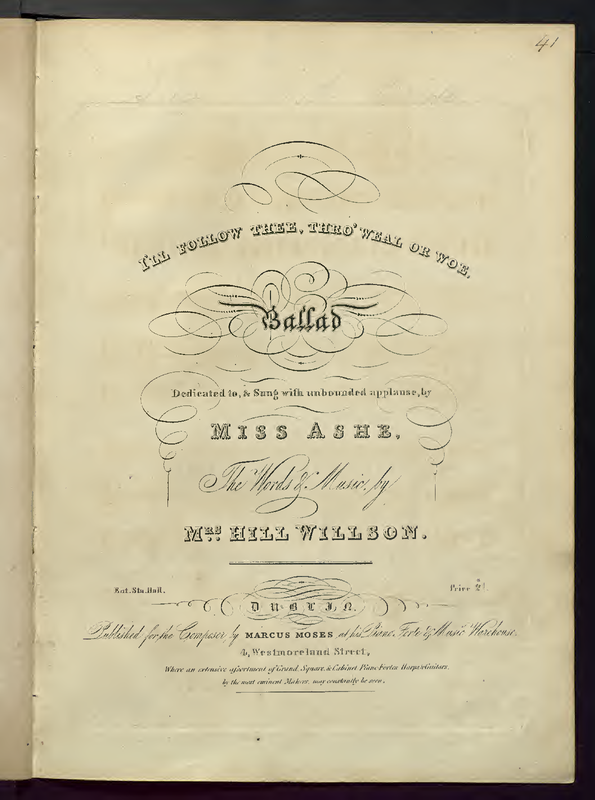 41
I'LL FOLLOW THEE, THRO' WEAL OR WOE.
Ballad
Dedicated to, & Sung with unbounded applause, by
MISS ASHE,
The Words & Music, by
MRS. HILL WILLSON.
Ent. Sta. Hall.
Price 2
DUBLIN.
Published for the Composer by MARCUS MOSES at his Piano Forte & Music Warehouse.
4, Westmoreland Street,
Where an extensive assortment of Grand, Square, & Cabinet Piano Fortes Harps & Guitars,
by the most eminent Makers, may constantly be seen.